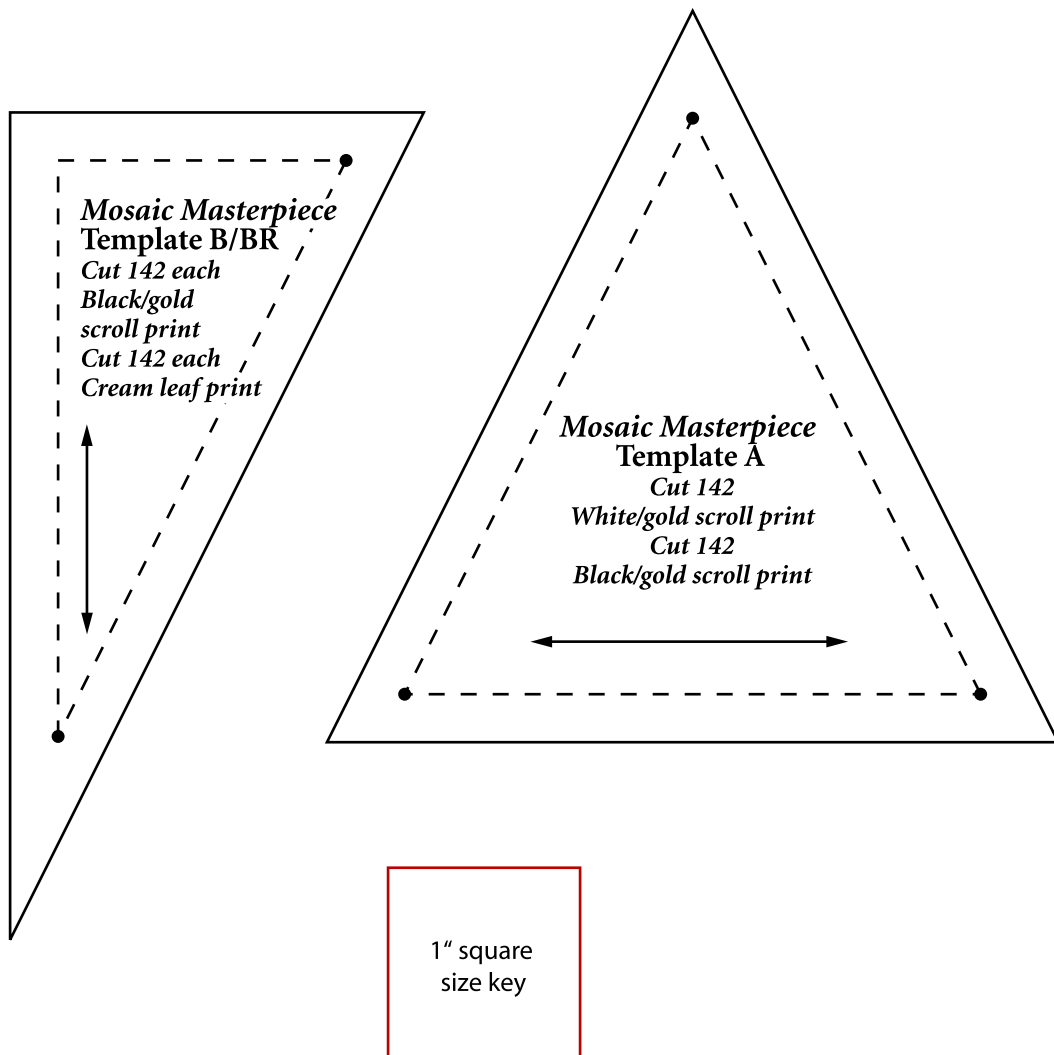 Mosaic Masterpiece
Template B/BR
Cut 142 each
Black/gold
scroll print
Cut 142 each
Cream leaf print
Mosaic Masterpiece
Template A
Cut 142
White/gold scroll print
Cut 142
Black/gold scroll print
1“ square
size key